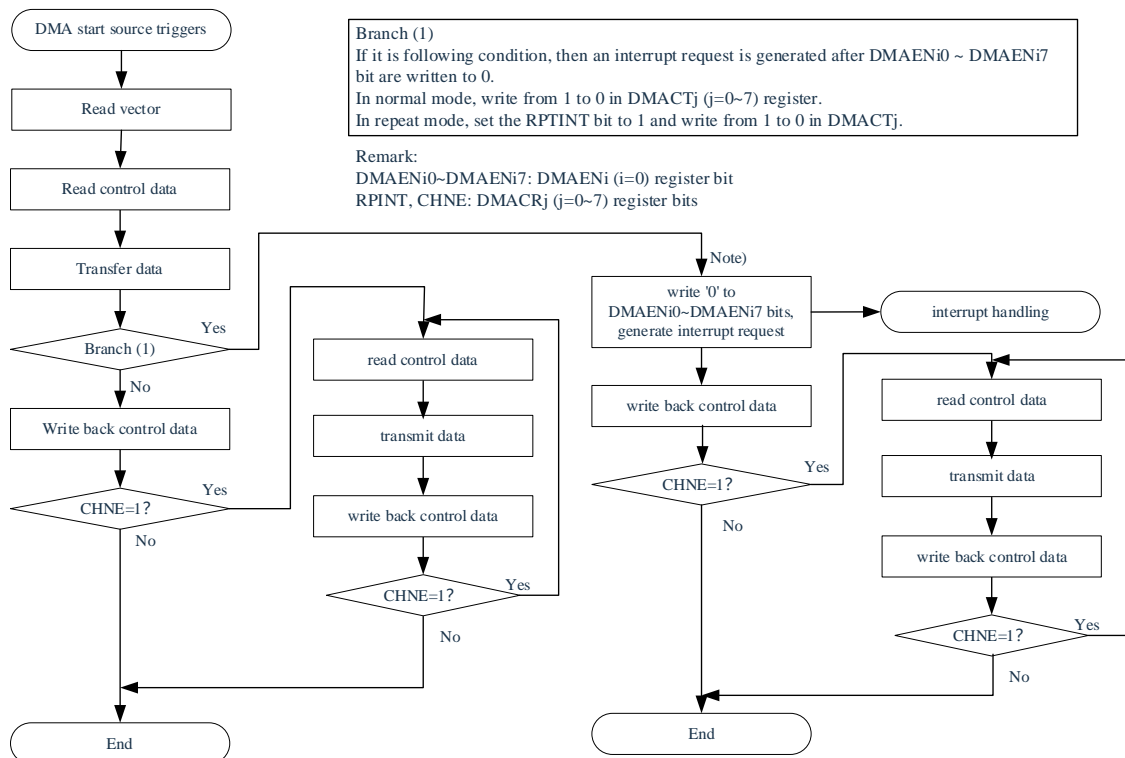 DMA start source triggers
Branch (1)
If it is following condition, then an interrupt request is generated after DMAENi0 ~ DMAENi7
bit are written to 0.
In normal mode, write from 1 to 0 in DMACTj (j=0~7) register.
In repeat mode, set the RPTINT bit to 1 and write from 1 to 0 in DMACTj.
Remark:
DMAENi0~DMAENi7: DMAENi (i=0) register bit
RPINT, CHNE: DMACRj (j=0~7) register bits
Read vector
Read control data
Transfer data
Branch (1)
Yes
No
Write back control data
CHNE=1?
Yes
No
read control data
transmit data
write back control data
CHNE=1?
Yes
No
End
Note)
write '0' to
DMAENi0~DMAENi7 bits,
generate interrupt request
interrupt handling
write back control data
CHNE=1?
Yes
No
read control data
transmit data
write back control data
CHNE=1?
Yes
No
End